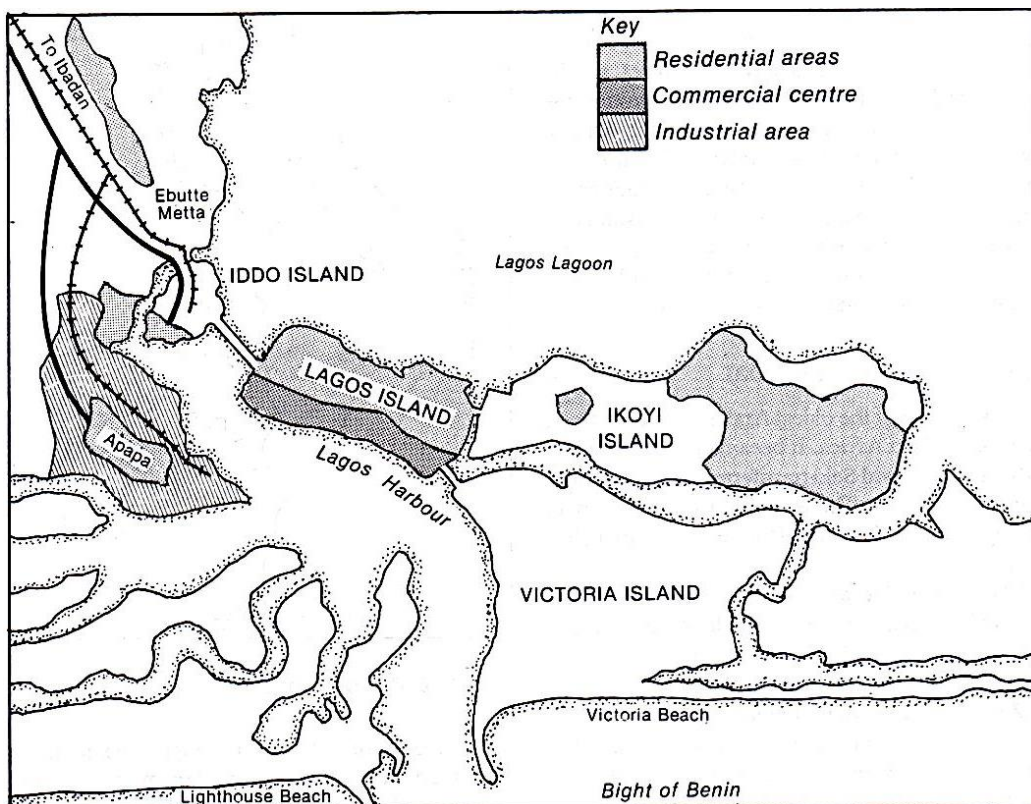 Key
Residential areas
Commercial centre
Industrial area
To Ibadan
Ebutte
Metta
IDDO ISLAND
Lagos Lagoon
LAGOS ISLAND
IKOYI
ISLAND
Apapa
Lagos Harbour
VICTORIA ISLAND
Victoria Beach
Lighthouse Beach
Bight of Benin